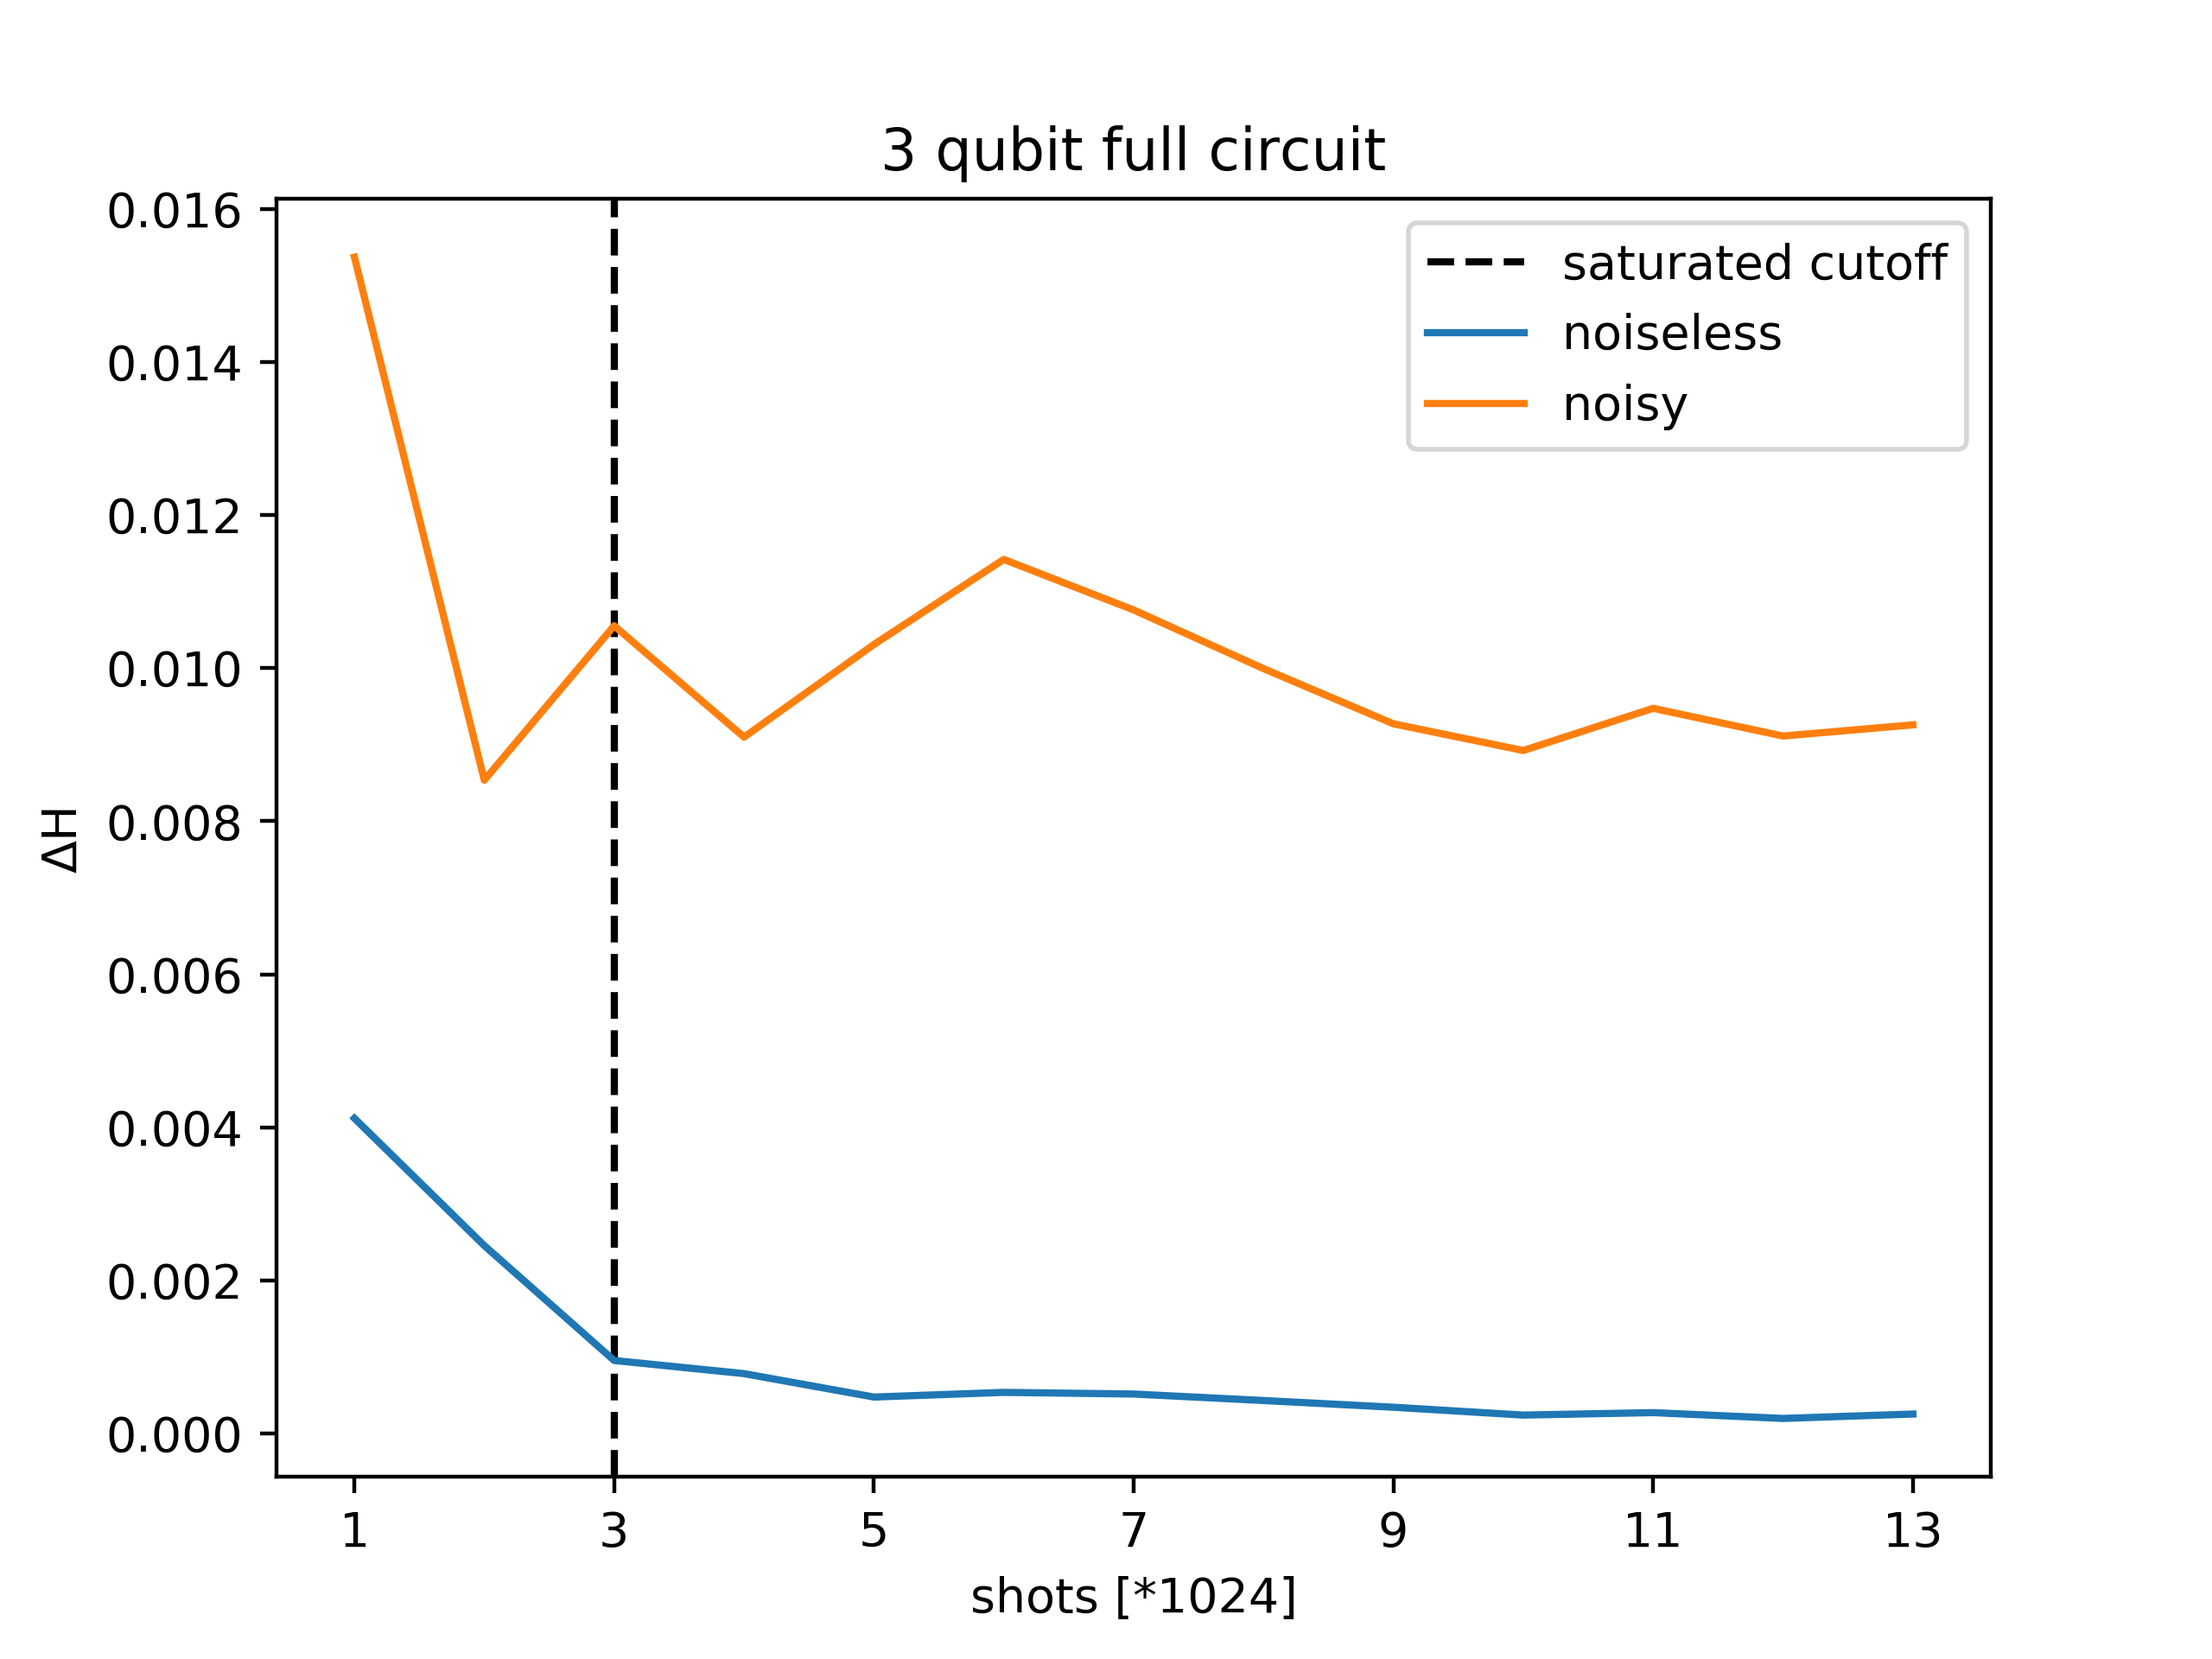 3 qubit full circuit
0.016
0.014
0.012
0.010
0.008
0.006
0.004
0.002
0.000
ΔH
saturated cutoff
noiseless
noisy
1 3 5 7 9 11 13
shots [*1024]